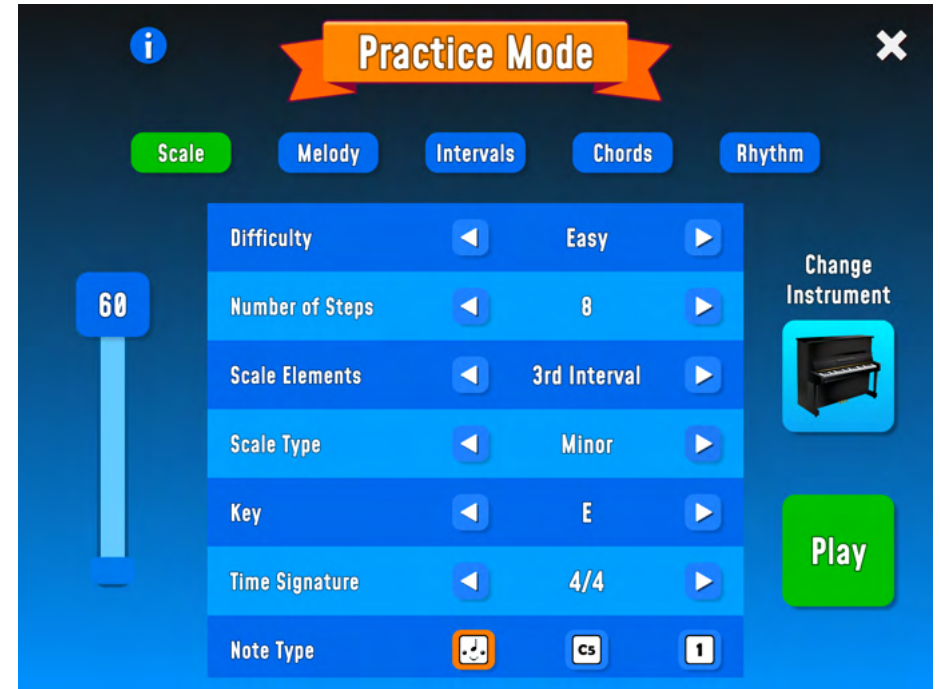 i
Practice Mode
Scale Melody Intervals Chords Rhythm
Difficulty Easy
Change
Instrument
60
Number of Steps 8
Scale Elements 3rd Interval
Scale Type Minor
Key E
Play
Time Signature 4/4
Note Type C5 1